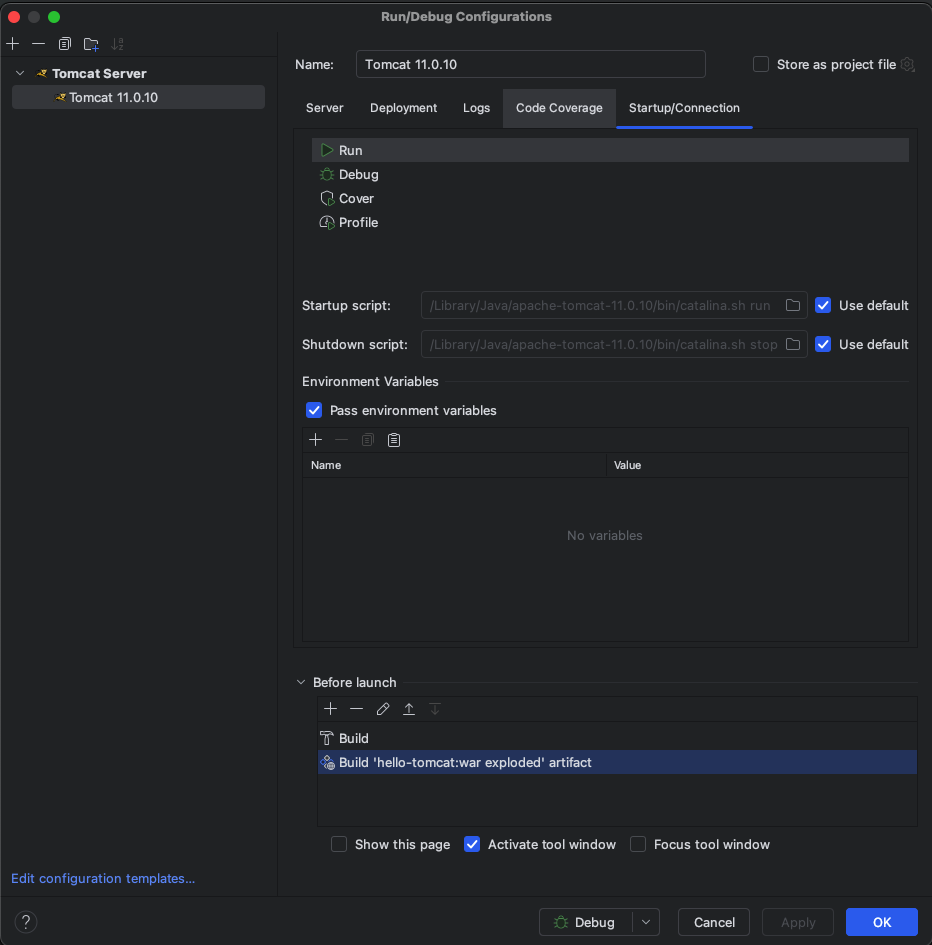 Run/Debug Configurations
Tomcat Server
Tomcat 11.0.10
Edit configuration templates...
Name:
Tomcat 11.0.10
Store as project file
Server
Deployment
Logs
Code Coverage
Startup/Connection
Run
Debug
Cover
Profile
Startup script:
/Library/Java/apache-tomcat-11.0.10/bin/catalina.sh run
Use default
Shutdown script:
/Library/Java/apache-tomcat-11.0.10/bin/catalina.sh stop
Use default
Environment Variables
Pass environment variables
Name
Value
No variables
Before launch
Build
Build 'hello-tomcat:war exploded' artifact
Show this page
Activate tool window
Focus tool window
?
Debug
Cancel
Apply
OK